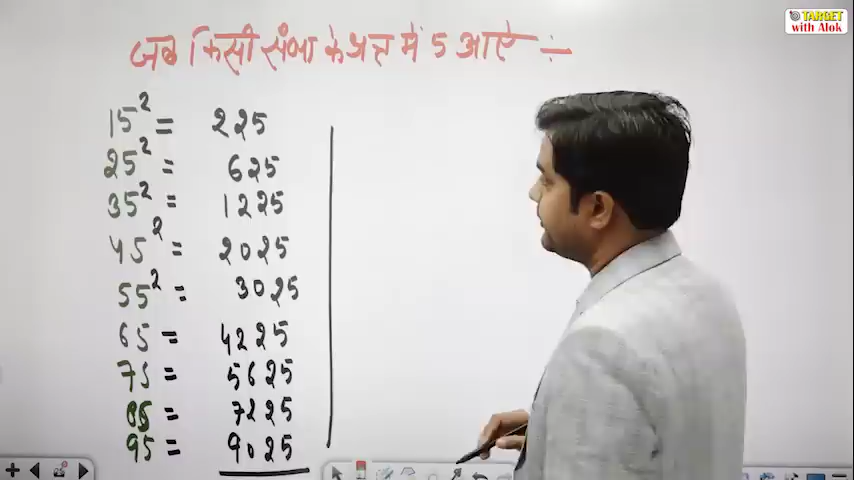 जब किसी संख्या के अन्त में 5 आऐ :-
TARGET
with Alok
15² = 225
25² = 625
35² = 1225
45² = 2025
55² = 3025
65 = 4225
75 = 5625
85 = 7225
95 = 9025